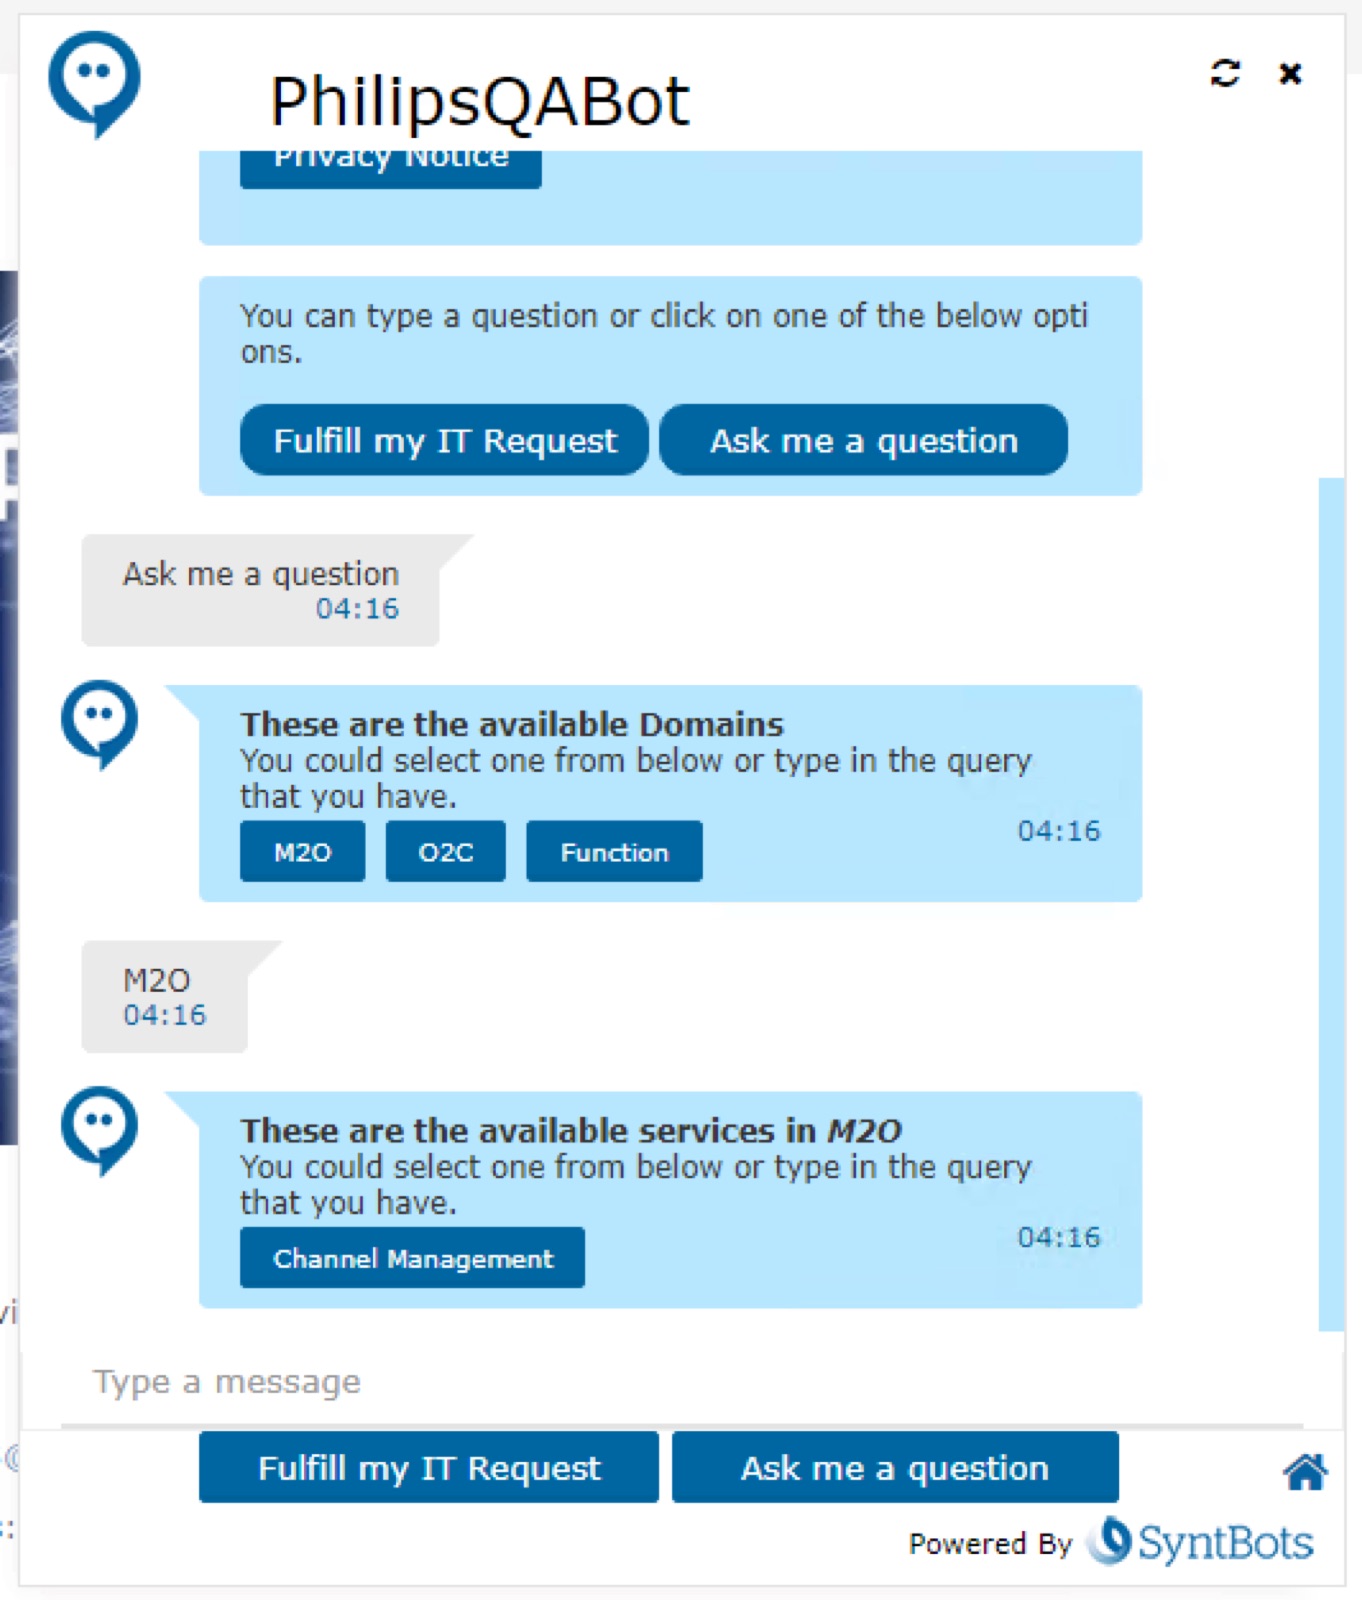 PhilipsQABot
Privacy Notice
You can type a question or click on one of the below opti
ons.
Fulfill my IT Request
Ask me a question
Ask me a question
04:16
These are the available Domains
You could select one from below or type in the query
that you have.
04:16
M2O
O2C
Function
M2O
04:16
These are the available services in M2O
You could select one from below or type in the query
that you have.
04:16
Channel Management
Type a message
Fulfill my IT Request
Ask me a question
Powered By SyntBots